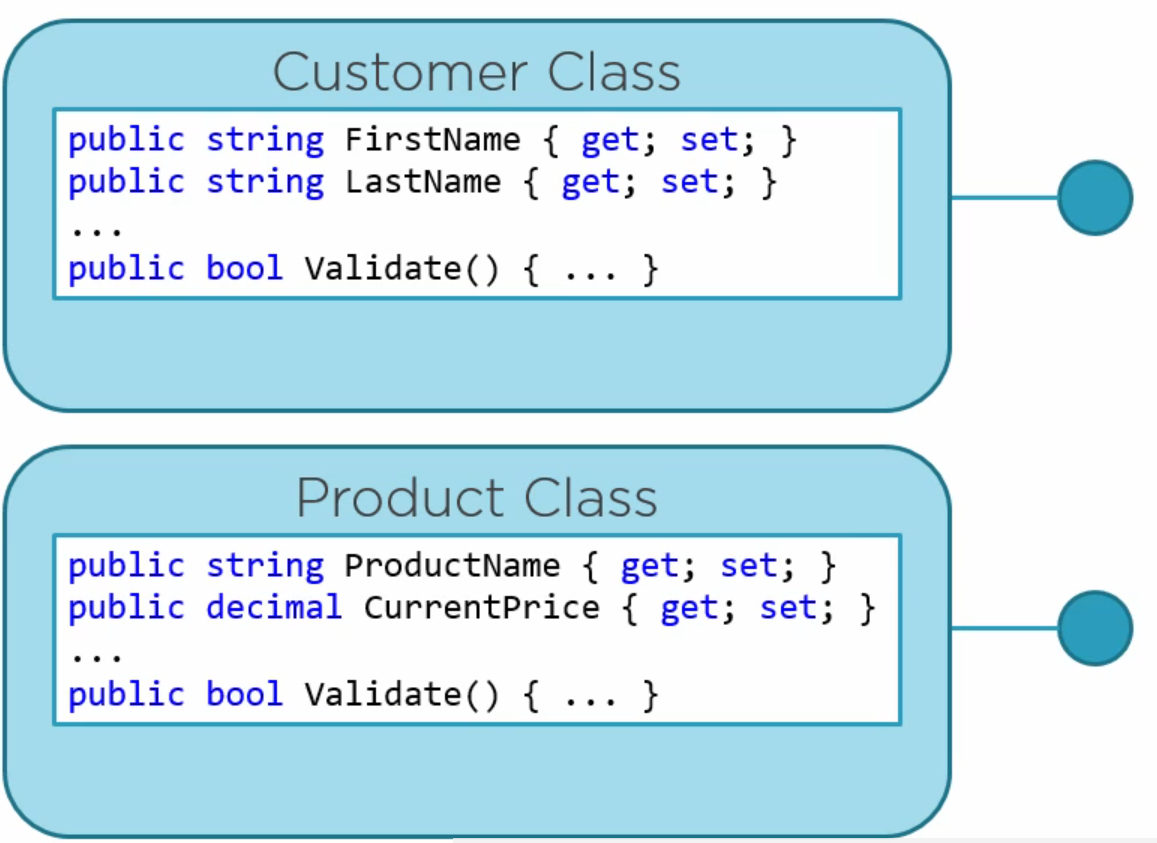 Customer Class
public string FirstName { get; set; }
public string LastName { get; set; }
...
public bool Validate() { ... }
Product Class
public string ProductName { get; set; }
public decimal CurrentPrice { get; set; }
...
public bool Validate() { ... }